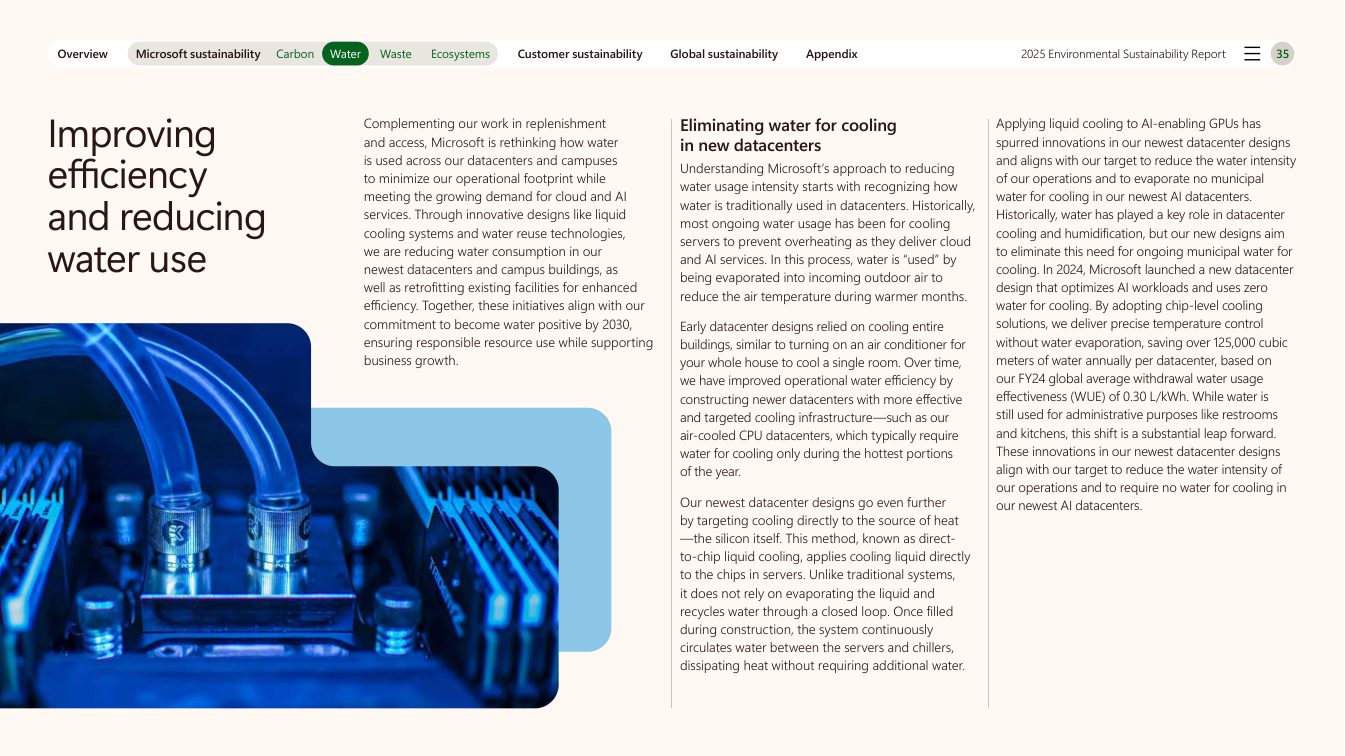 Overview
Microsoft sustainability
Carbon
Water
Waste
Ecosystems
Customer sustainability
Global sustainability
Appendix
2025 Environmental Sustainability Report
35
Improving
efficiency
and reducing
water use
Complementing our work in replenishment
and access, Microsoft is rethinking how water
is used across our datacenters and campuses
to minimize our operational footprint while
meeting the growing demand for cloud and AI
services. Through innovative designs like liquid
cooling systems and water reuse technologies,
we are reducing water consumption in our
newest datacenters and campus buildings, as
well as retrofitting existing facilities for enhanced
efficiency. Together, these initiatives align with our
commitment to become water positive by 2030,
ensuring responsible resource use while supporting
business growth.
Eliminating water for cooling
in new datacenters
Understanding Microsoft’s approach to reducing
water usage intensity starts with recognizing how
water is traditionally used in datacenters. Historically,
most ongoing water usage has been for cooling
servers to prevent overheating as they deliver cloud
and AI services. In this process, water is “used” by
being evaporated into incoming outdoor air to
reduce the air temperature during warmer months.
Early datacenter designs relied on cooling entire
buildings, similar to turning on an air conditioner for
your whole house to cool a single room. Over time,
we have improved operational water efficiency by
constructing newer datacenters with more effective
and targeted cooling infrastructure—such as our
air-cooled CPU datacenters, which typically require
water for cooling only during the hottest portions
of the year.
Our newest datacenter designs go even further
by targeting cooling directly to the source of heat
—the silicon itself. This method, known as direct-
to-chip liquid cooling, applies cooling liquid directly
to the chips in servers. Unlike traditional systems,
it does not rely on evaporating the liquid and
recycles water through a closed loop. Once filled
during construction, the system continuously
circulates water between the servers and chillers,
dissipating heat without requiring additional water.
Applying liquid cooling to AI-enabling GPUs has
spurred innovations in our newest datacenter designs
and aligns with our target to reduce the water intensity
of our operations and to evaporate no municipal
water for cooling in our newest AI datacenters.
Historically, water has played a key role in datacenter
cooling and humidification, but our new designs aim
to eliminate this need for ongoing municipal water for
cooling. In 2024, Microsoft launched a new datacenter
design that optimizes AI workloads and uses zero
water for cooling. By adopting chip-level cooling
solutions, we deliver precise temperature control
without water evaporation, saving over 125,000 cubic
meters of water annually per datacenter, based on
our FY24 global average withdrawal water usage
effectiveness (WUE) of 0.30 L/kWh. While water is
still used for administrative purposes like restrooms
and kitchens, this shift is a substantial leap forward.
These innovations in our newest datacenter designs
align with our target to reduce the water intensity of
our operations and to require no water for cooling in
our newest AI datacenters.